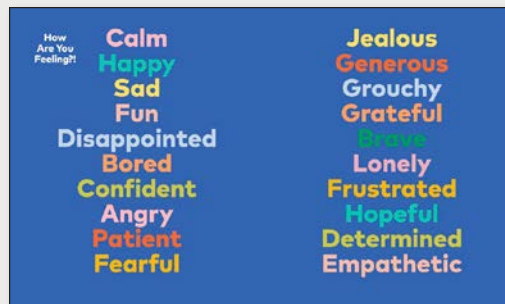 How
Are You
Feeling?!
Calm
Happy
Sad
Fun
Disappointed
Bored
Confident
Angry
Patient
Fearful
Jealous
Generous
Grouchy
Grateful
Brave
Lonely
Frustrated
Hopeful
Determined
Empathetic